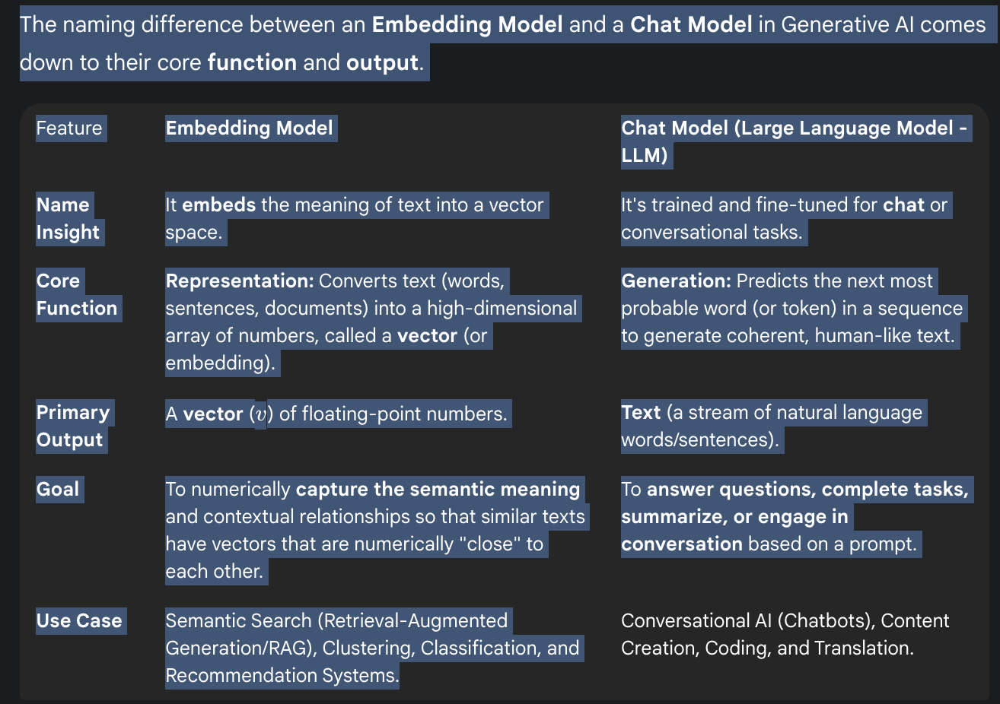 The naming difference between an Embedding Model and a Chat Model in Generative AI comes
down to their core function and output.
Feature
Embedding Model
Chat Model (Large Language Model -
LLM)
Name
Insight
It embeds the meaning of text into a vector
space.
It's trained and fine-tuned for chat or
conversational tasks.
Core
Function
Representation: Converts text (words,
sentences, documents) into a high-dimensional
array of numbers, called a vector (or
embedding).
Generation: Predicts the next most
probable word (or token) in a sequence
to generate coherent, human-like text.
Primary
Output
A vector (v) of floating-point numbers.
Text (a stream of natural language
words/sentences).
Goal
To numerically capture the semantic meaning
and contextual relationships so that similar texts
have vectors that are numerically "close" to
each other.
To answer questions, complete tasks,
summarize, or engage in
conversation based on a prompt.
Use Case
Semantic Search (Retrieval-Augmented
Generation/RAG), Clustering, Classification, and
Recommendation Systems.
Conversational AI (Chatbots), Content
Creation, Coding, and Translation.